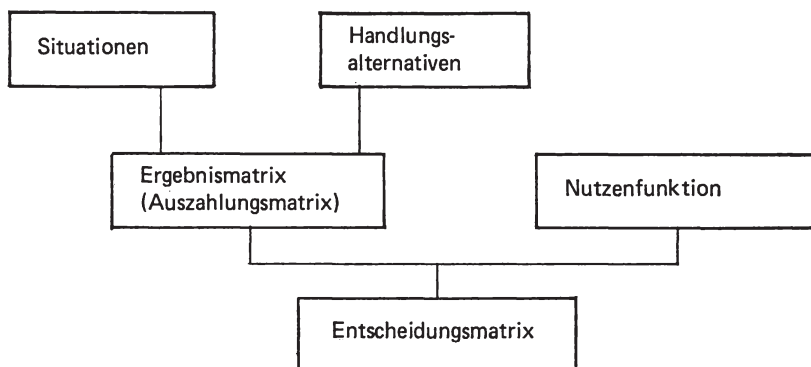 Situationen
Handlungs-
alternativen
Ergebnismatrix
(Auszahlungsmatrix)
Nutzenfunktion
Entscheidungsmatrix